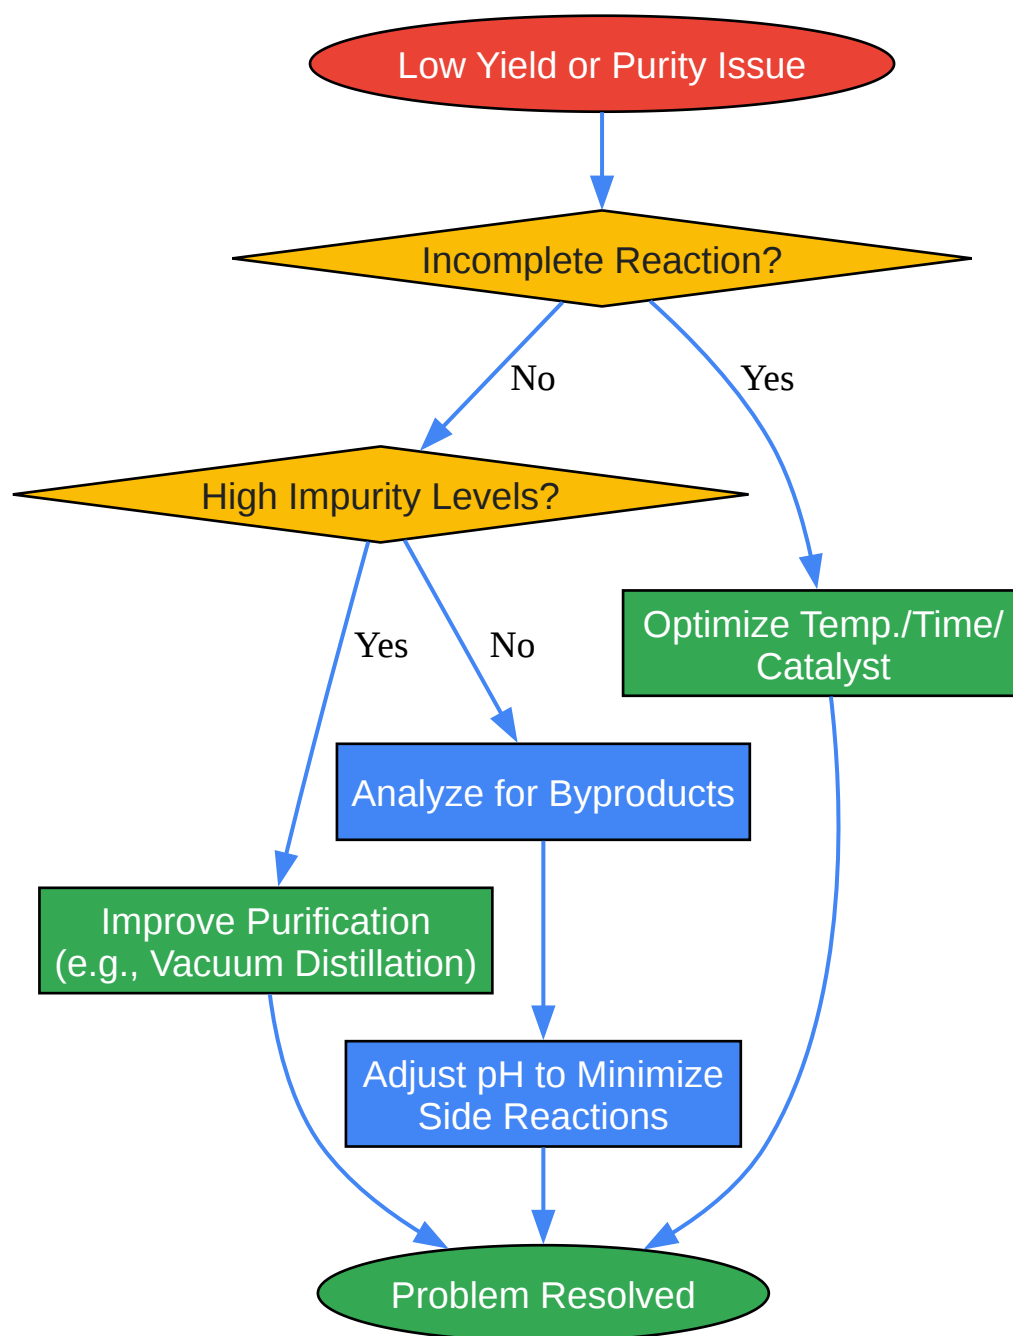 Low Yield or Purity Issue
Incomplete Reaction?
No
Yes
High Impurity Levels?
Optimize Temp./Time/
Catalyst
Yes
No
Analyze for Byproducts
Improve Purification
(e.g., Vacuum Distillation)
Adjust pH to Minimize
Side Reactions
Problem Resolved